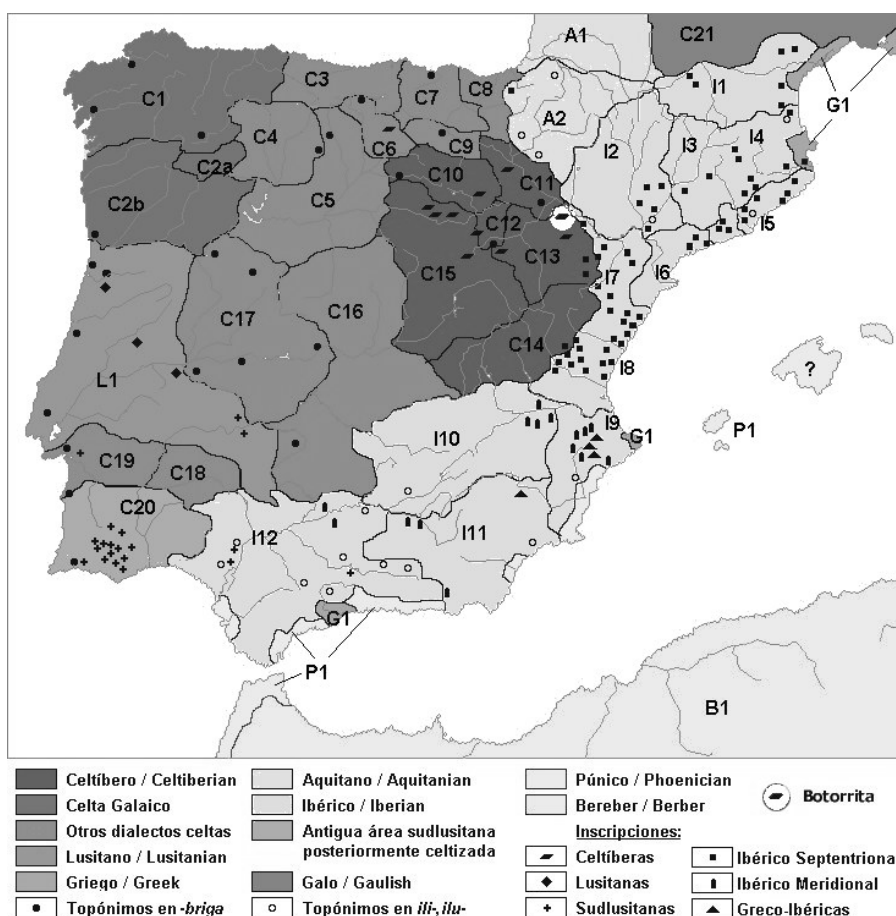 A1
C21
C1
C3
C7
C8
A2
I1
G1
C4
C2a
C6
C9
I2
I3
I4
C2b
C5
C10
C11
C12
C13
I5
C15
I7
I6
C17
C16
C14
I8
?
L1
I9
G1
P1
I10
C19
C18
C20
I12
I11
G1
P1
B1
Celtíbero / Celtiberian
Celta Galaico
Otros dialectos celtas
Lusitano / Lusitanian
Griego / Greek
Topónimos en -briga
Aquitano / Aquitanian
Ibérico / Iberian
Antigua área sudlusitana
posteriormente celtizada
Galo / Gaulish
Topónimos en ili-, ilu-
Púnico / Phoenician
Bereber / Berber
Inscripciones:
Celtíberas
Lusitanas
Sudlusitanas
Botorrita
Ibérico Septentriona
Ibérico Meridional
Greco-Ibéricas